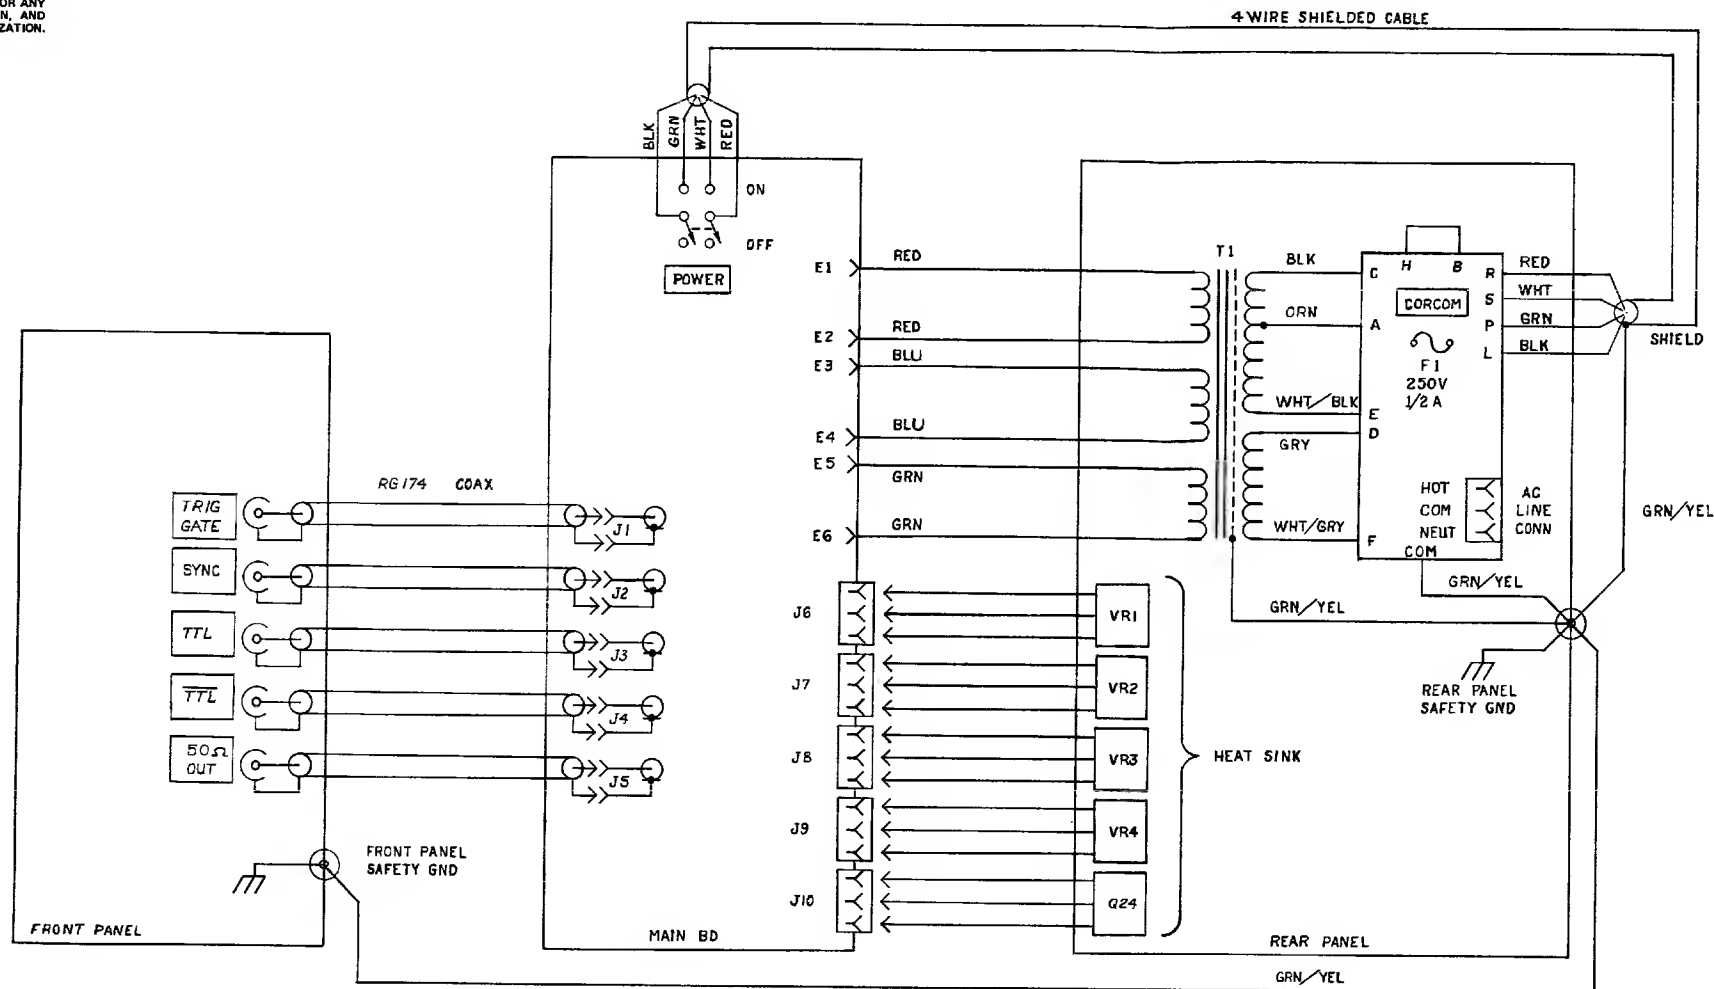 OR ANY
N, AND
ZATION.
4 WIRE SHIELDED CABLE
BLK
GRN
WHT
RED
ON
OFF
POWER
E1
RED
E2
RED
E3
BLU
E4
BLU
E5
GRN
E6
GRN
T1
BLK
ORN
WHT/BLK
GRY
WHT/GRY
C
A
E
D
F
H B
CORCOM
F1
250V
1/2 A
R
S
P
L
RED
WHT
GRN
BLK
SHIELD
HOT
COM
NEUT
AC
LINE
CONN
COM
GRN/YEL
GRN/YEL
GRN/YEL
REAR PANEL
SAFETY GND
RG174 COAX
TRIG
GATE
J1
SYNC
J2
TTL
J3
TTL
J4
50Ω
OUT
J5
J6
VR1
J7
VR2
J8
VR3
J9
VR4
J10
Q24
HEAT SINK
FRONT PANEL
SAFETY GND
FRONT PANEL
MAIN BD
REAR PANEL
GRN/YEL